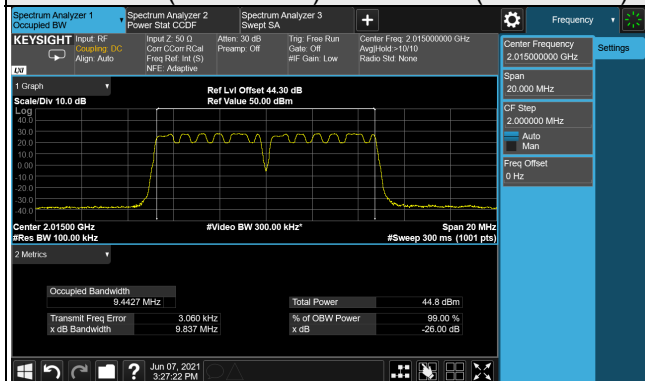 Spectrum Analyzer 1
Occupied BW
Spectrum Analyzer 2
Power Stat CCDF
Spectrum Analyzer 3
Swept SA
Frequency
KEYSIGHT
LXI
Input: RF
Coupling: DC
Align: Auto
Input Z: 50 Ω
Corr CCorr RCal
Freq Ref: Int (S)
NFE: Adaptive
Atten: 30 dB
Preamp: Off
Trig: Free Run
Gate: Off
#IF Gain: Low
Center Freq: 2.015000000 GHz
Avg|Hold:>10/10
Radio Std: None
Center Frequency
2.015000000 GHz
Settings
Span
20.000 MHz
CF Step
2.000000 MHz
Auto
Man
Freq Offset
0 Hz
1 Graph
Scale/Div 10.0 dB
Ref Lvl Offset 44.30 dB
Ref Value 50.00 dBm
Log
40.0
30.0
20.0
10.0
0.00
-10.0
-20.0
-30.0
-40.0
Center 2.01500 GHz
#Video BW 300.00 kHz*
Span 20 MHz
#Res BW 100.00 kHz
#Sweep 300 ms (1001 pts)
2 Metrics
Occupied Bandwidth
9.4427 MHz
Total Power 44.8 dBm
Transmit Freq Error 3.060 kHz
% of OBW Power 99.00 %
x dB Bandwidth 9.837 MHz
x dB -26.00 dB
?
Jun 07, 2021
3:27:22 PM